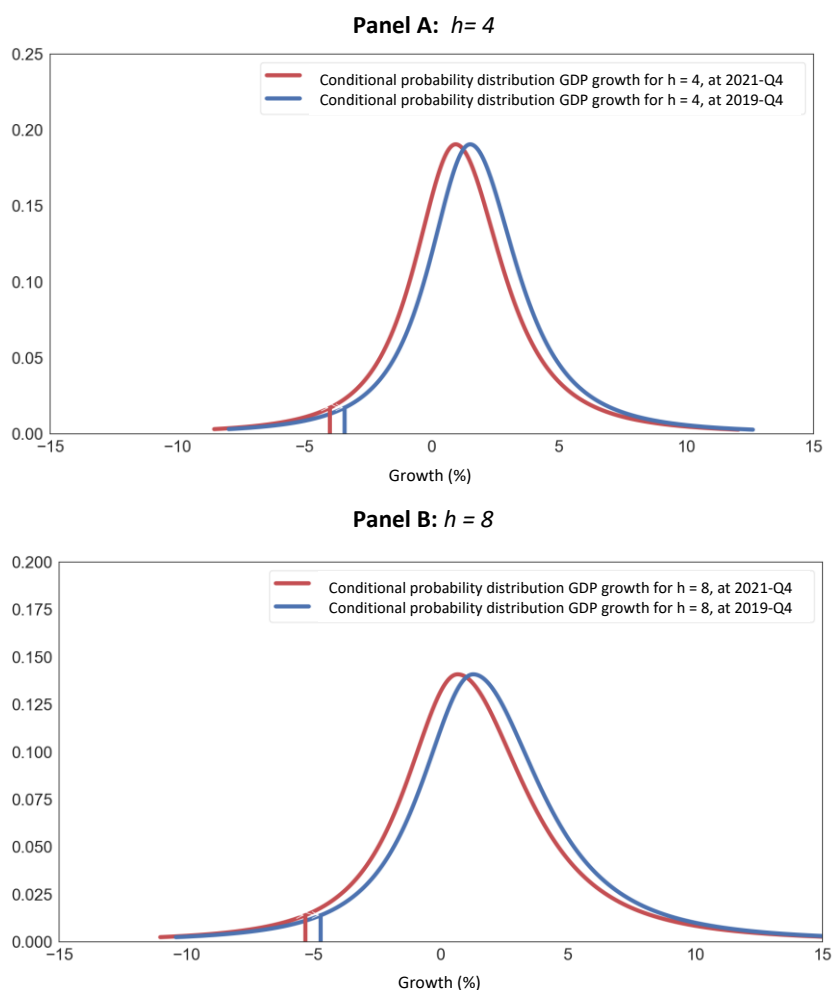 Panel A: h= 4
0.25
Conditional probability distribution GDP growth for h = 4, at 2021-Q4
Conditional probability distribution GDP growth for h = 4, at 2019-Q4
0.20
0.15
0.10
0.05
0.00
−15 −10 −5 0 5 10 15
Growth (%)
Panel B: h = 8
0.200
Conditional probability distribution GDP growth for h = 8, at 2021-Q4
0.175
Conditional probability distribution GDP growth for h = 8, at 2019-Q4
0.150
0.125
0.100
0.075
0.050
0.025
0.000
−15 −10 −5 0 5 10 15
Growth (%)